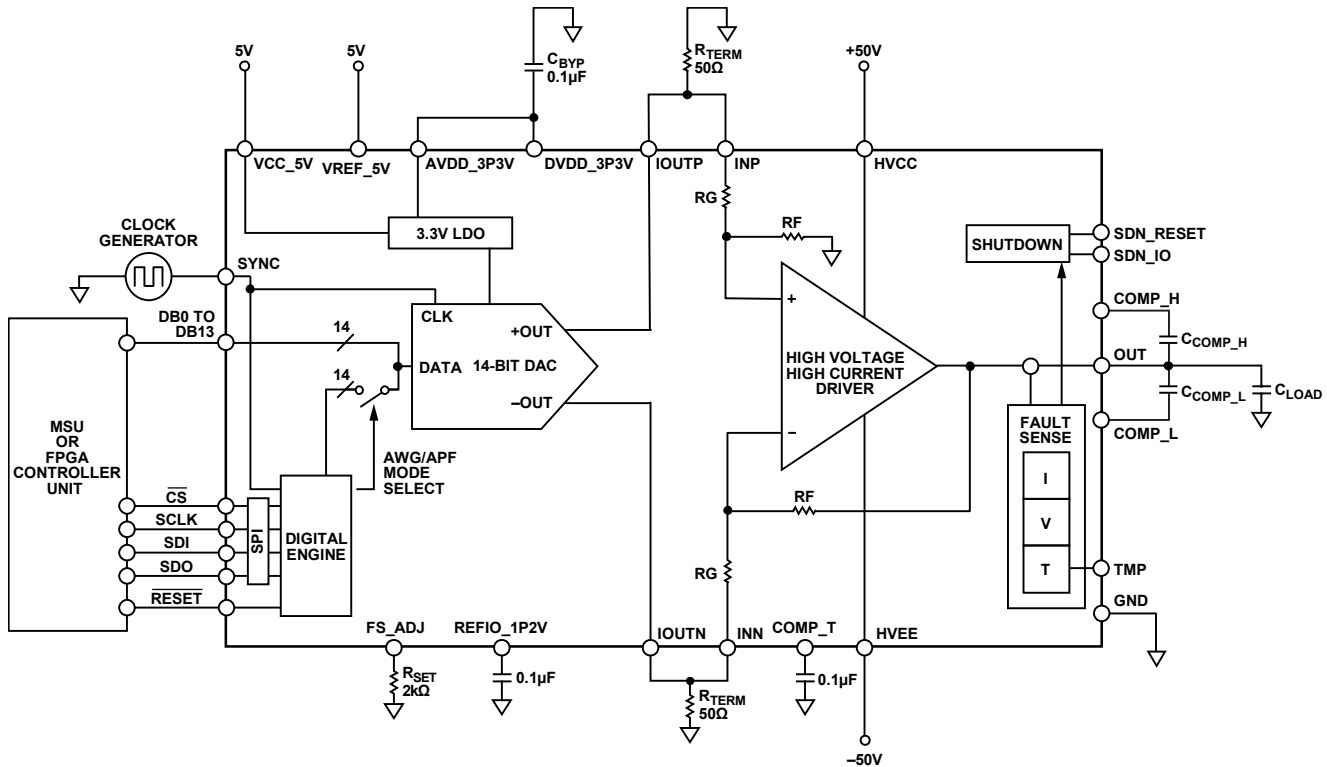 5V
5V
CBYP
0.1µF
RTERM
50Ω
+50V
VCC_5V
VREF_5V
AVDD_3P3V
DVDD_3P3V
IOUTP
INP
HVCC
RG
RF
3.3V LDO
CLOCK
GENERATOR
SYNC
SHUTDOWN
SDN_RESET
SDN_IO
DB0 TO
DB13
14
14
CLK
+OUT
DATA
14-BIT DAC
–OUT
+
HIGH VOLTAGE
HIGH CURRENT
DRIVER
–
COMP_H
CCOMP_H
OUT
CCOMP_L
CLOAD
COMP_L
MSU
OR
FPGA
CONTROLLER
UNIT
AWG/APF
MODE
SELECT
FAULT
SENSE
I
V
T
CS
SCLK
SDI
SDO
RESET
SPI
DIGITAL
ENGINE
RF
RG
TMP
GND
FS_ADJ
REFIO_1P2V
IOUTN
INN
COMP_T
HVEE
RSET
2kΩ
0.1µF
RTERM
50Ω
0.1µF
–50V